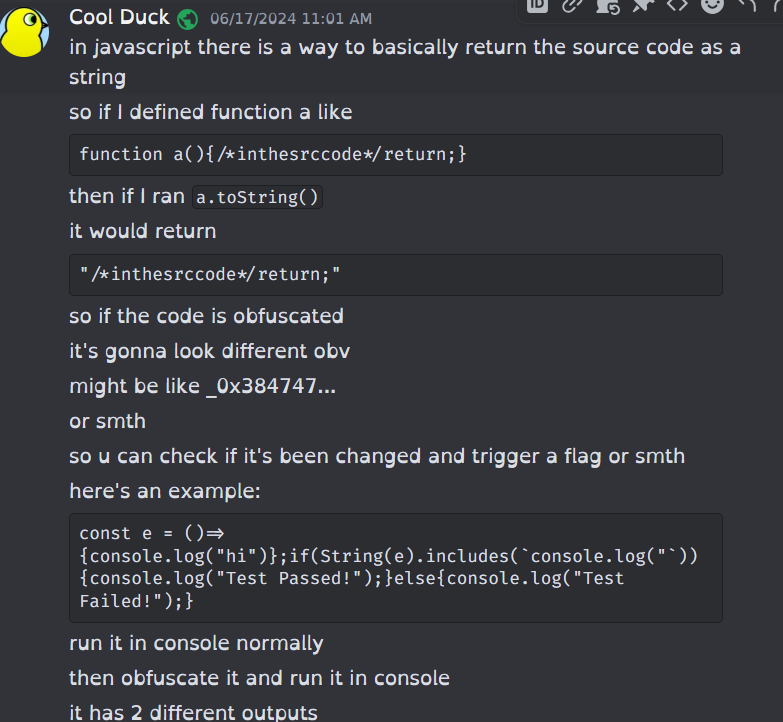 Cool Duck 06/17/2024 11:01 AM
in javascript there is a way to basically return the source code as a
string
so if I defined function a like
function a(){/*inthesrccode*/return;}
then if I ran a.toString()
it would return
"/*inthesrccode*/return;"
so if the code is obfuscated
it's gonna look different obv
might be like _0x384747...
or smth
so u can check if it's been changed and trigger a flag or smth
here's an example:
const e = ()=>
{console.log("hi")};if(String(e).includes(`console.log("`))
{console.log("Test Passed!");}else{console.log("Test
Failed!");}
run it in console normally
then obfuscate it and run it in console
it has 2 different outputs